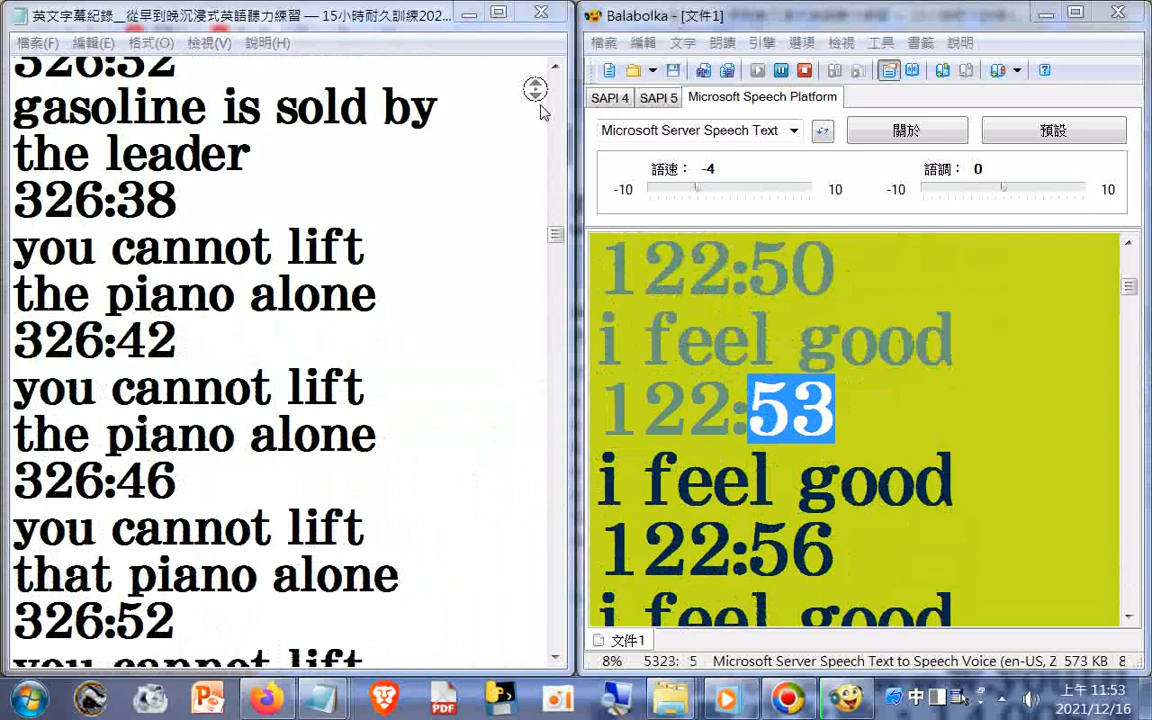 英文字幕紀錄__從早到晚沉浸式英語聽力練習 — 15小時耐久訓練202...
檔案(F) 編輯(E) 格式(O) 檢視(V) 說明(H)
326:32
gasoline is sold by
the leader
326:38
you cannot lift
the piano alone
326:42
you cannot lift
the piano alone
326:46
you cannot lift
that piano alone
326:52
you cannot lift
Balabolka - [文件1]
檔案 編輯 文字 朗讀 引擎 選項 檢視 工具 書籤 說明
SAPI 4 SAPI 5 Microsoft Speech Platform
Microsoft Server Speech Text 關於 預設
語速： -4 語調： 0
-10 10 -10 10
122:50
i feel good
122:53
i feel good
122:56
i feel good
文件1
8% 5323: 5 Microsoft Server Speech Text to Speech Voice (en-US, Z 573 KB 8
PDF
中
上午 11:53
2021/12/16